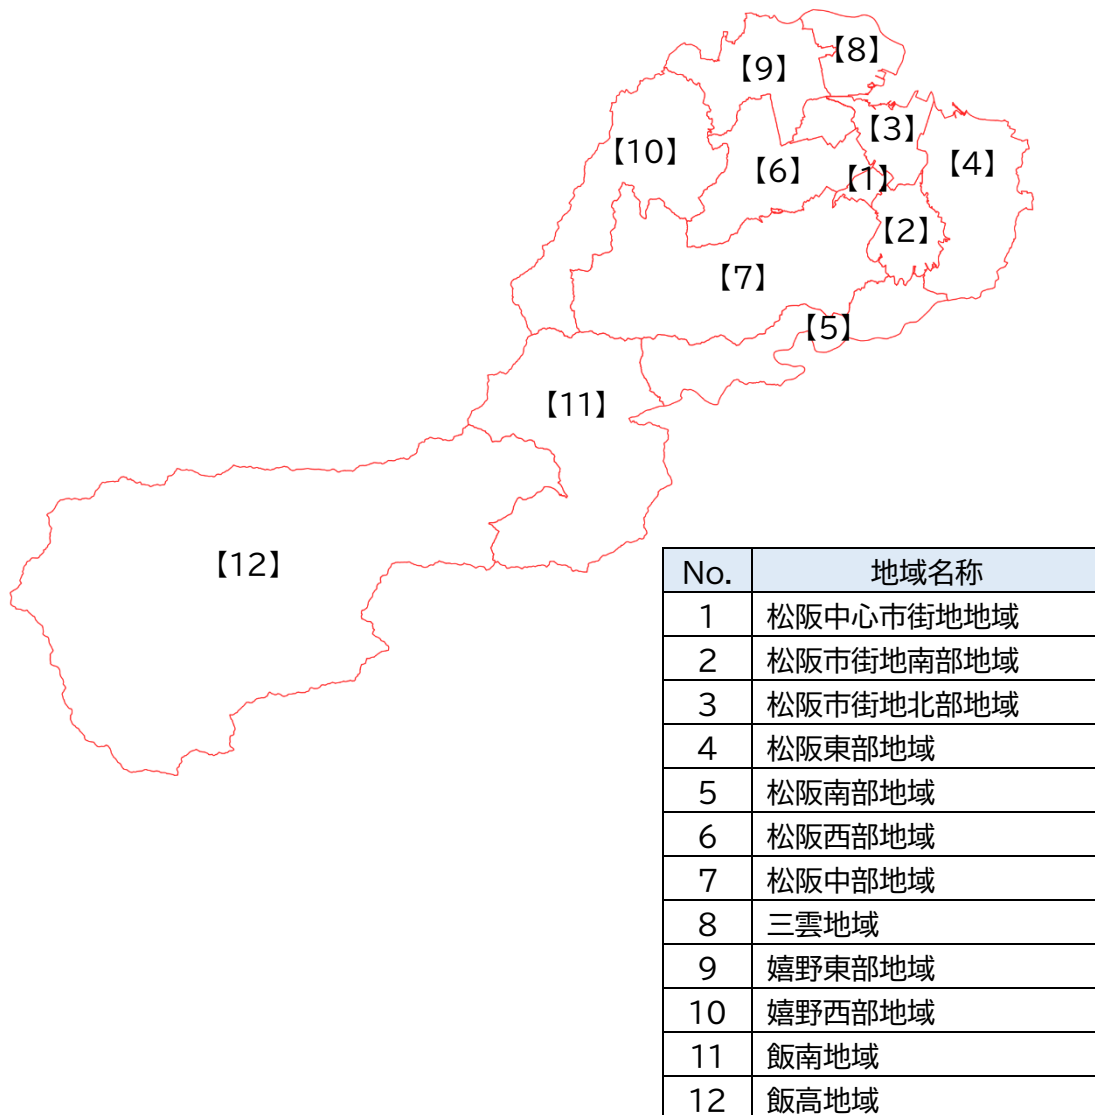 【8】
【9】
【3】
【10】
【4】
【6】
【1】
【2】
【7】
【5】
【11】
【12】
No. 地域名称
1 松阪中心市街地地域
2 松阪市街地南部地域
3 松阪市街地北部地域
4 松阪東部地域
5 松阪南部地域
6 松阪西部地域
7 松阪中部地域
8 三雲地域
9 嬉野東部地域
10 嬉野西部地域
11 飯南地域
12 飯高地域